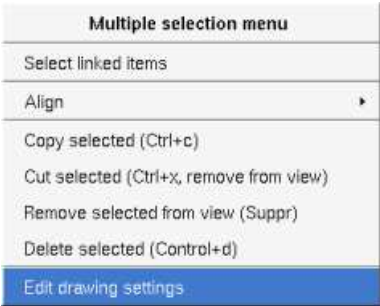 Multiple selection menu
Select linked items
Align
Copy selected (Ctrl+c)
Cut selected (Ctrl+x, remove from view)
Remove selected from view (Suppr)
Delete selected (Control+d)
Edit drawing settings